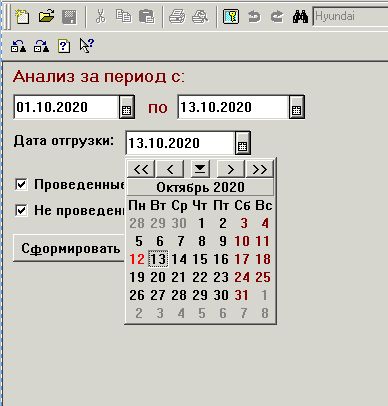 Hyundai
Анализ за период с:
01.10.2020 по 13.10.2020
Дата отгрузки: 13.10.2020
<< < > >>
Октябрь 2020
Пн Вт Ср Чт Пт Сб Вс
28 29 30 1 2 3 4
5 6 7 8 9 10 11
12 13 14 15 16 17 18
19 20 21 22 23 24 25
26 27 28 29 30 31 1
2 3 4 5 6 7 8
Проведенные
Не проведен
Сформировать